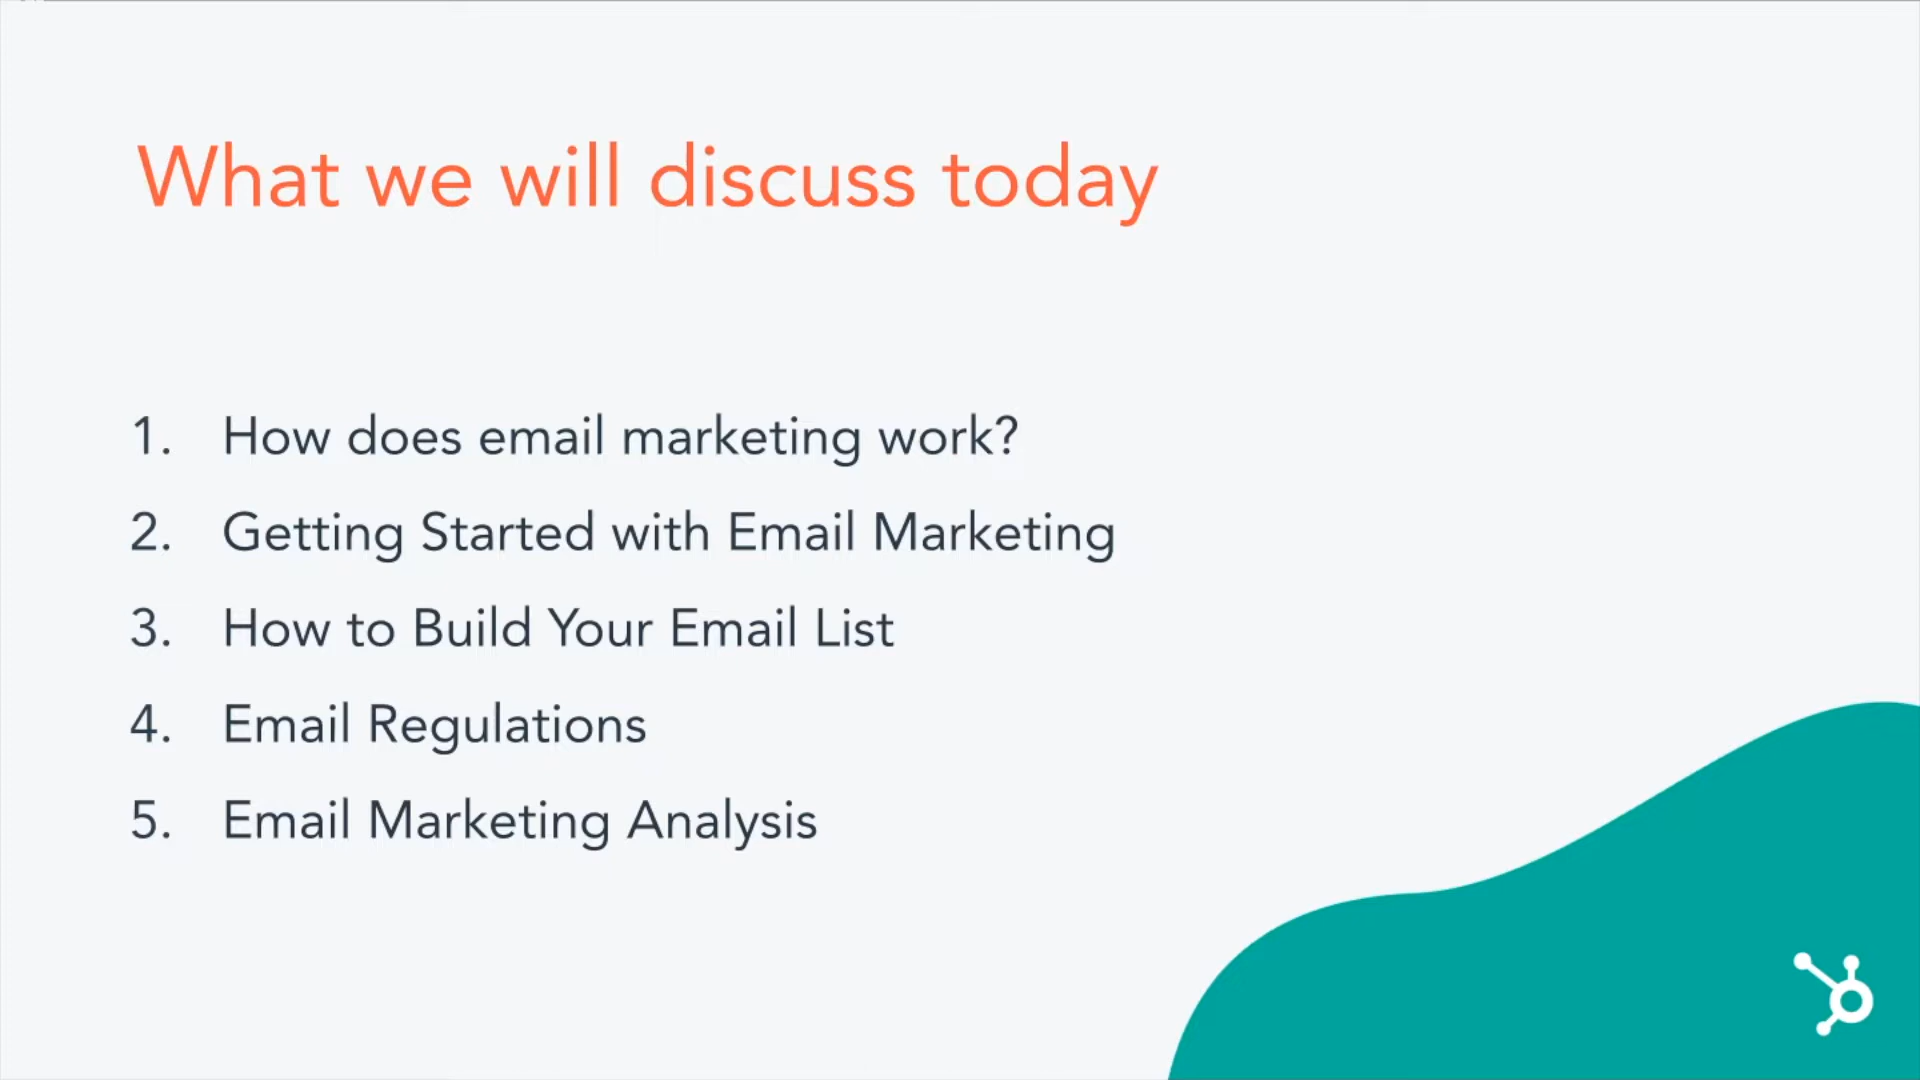 What we will discuss today
1. How does email marketing work?
2. Getting Started with Email Marketing
3. How to Build Your Email List
4. Email Regulations
5. Email Marketing Analysis